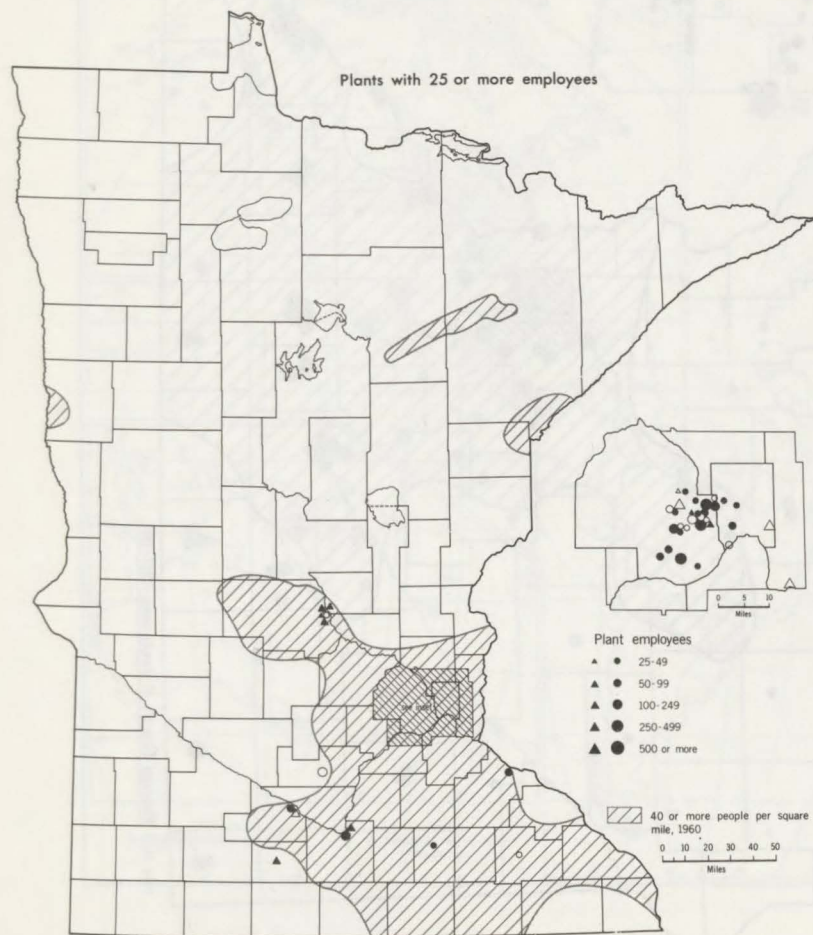 Plants with 25 or more employees
see inset
0 5 10
Miles
Plant employees
25-49
50-99
100-249
250-499
500 or more
40 or more people per square
mile, 1960
0 10 20 30 40 50
Miles